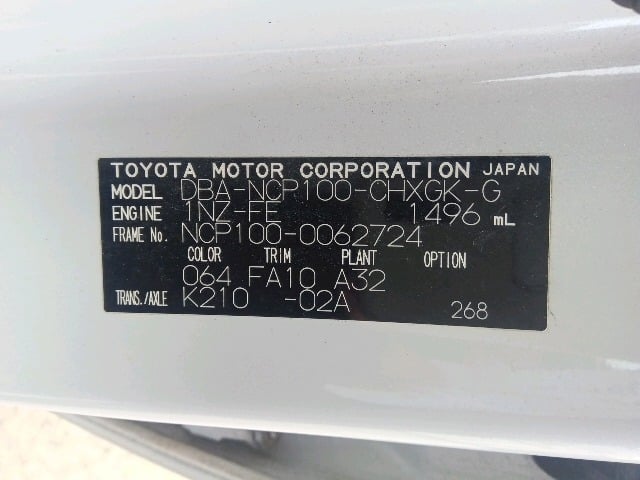 TOYOTA MOTOR CORPORATION JAPAN
MODEL DBA-NCP100-CHXGK-G
ENGINE 1NZ-FE 1496 mL
FRAME No. NCP100-0062724
COLOR TRIM PLANT OPTION
064 FA10 A32
TRANS./AXLE K210 -02A 268